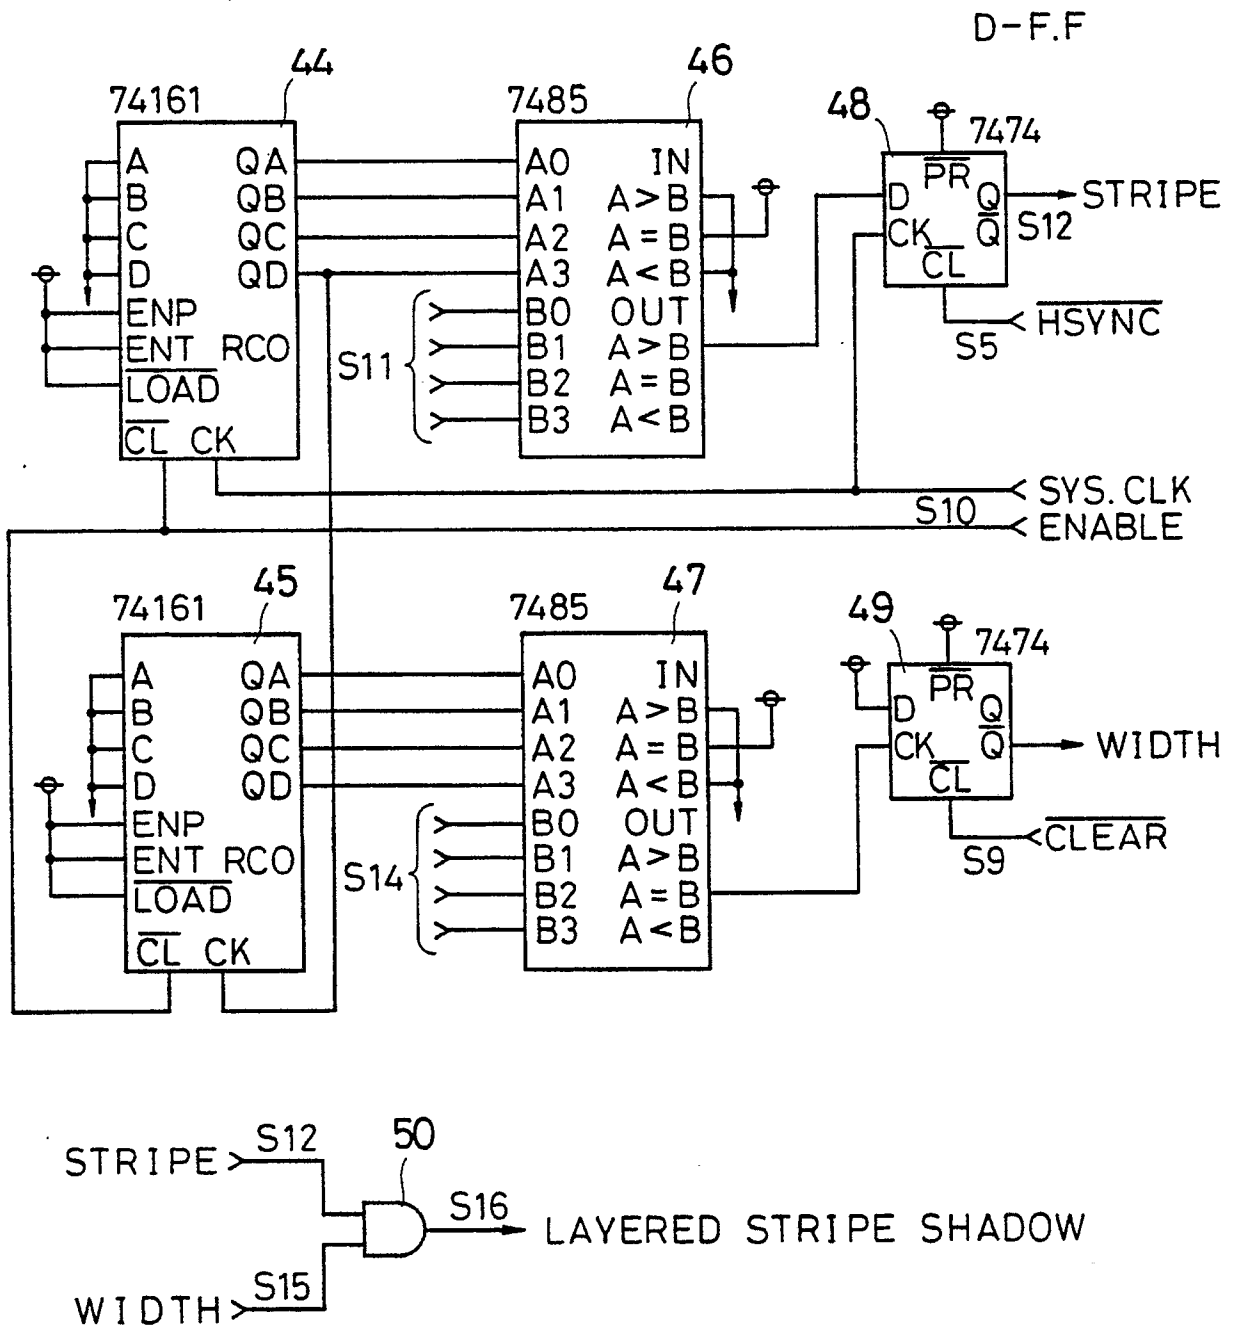 D-F.F
44
46
48
74161
7485
7474
A QA
B QB
C QC
D QD
ENP
ENT RCO
LOAD
CL CK
A0 IN
A1 A>B
A2 A=B
A3 A<B
B0 OUT
B1 A>B
B2 A=B
B3 A<B
S11
PR
D Q
CK Q
CL
STRIPE
S12
HSYNC
S5
SYS.CLK
S10
ENABLE
45
47
49
74161
7485
7474
A QA
B QB
C QC
D QD
ENP
ENT RCO
LOAD
CL CK
A0 IN
A1 A>B
A2 A=B
A3 A<B
B0 OUT
B1 A>B
B2 A=B
B3 A<B
S14
PR
D Q
CK Q
CL
WIDTH
CLEAR
S9
STRIPE
S12
50
S16
LAYERED STRIPE SHADOW
S15
WIDTH